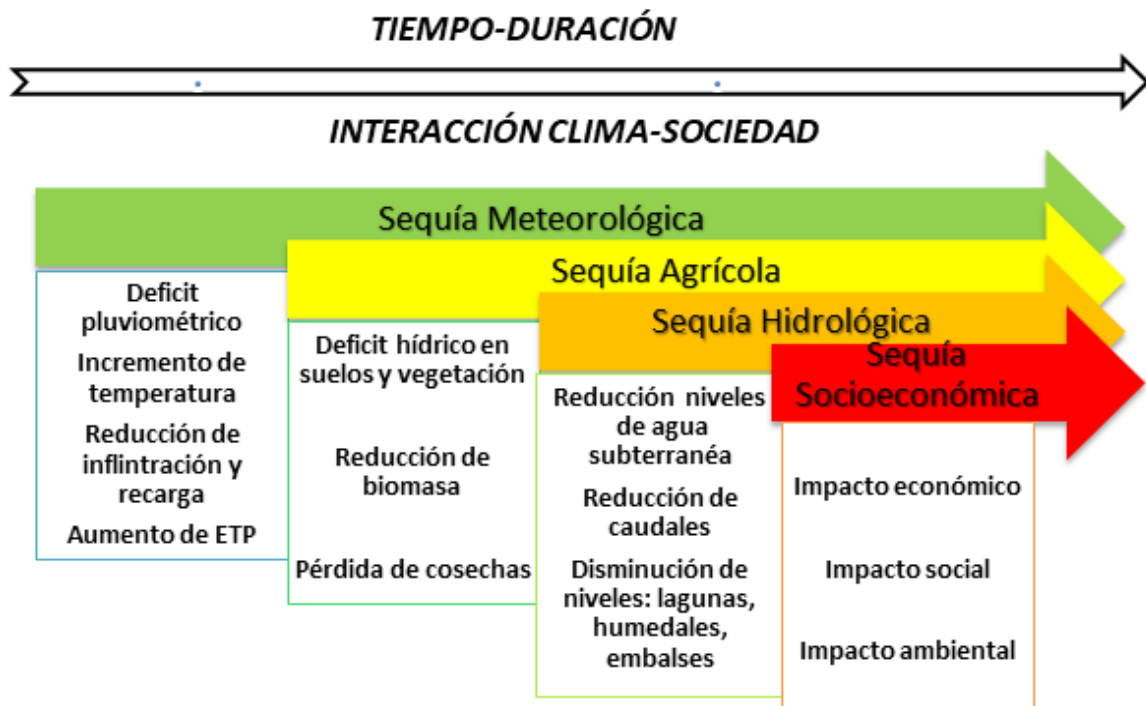 TIEMPO-DURACIÓN
INTERACCIÓN CLIMA-SOCIEDAD
Sequía Meteorológica
Deficit
pluviométrico
Incremento de
temperatura
Reducción de
inflintración y
recarga
Aumento de ETP
Sequía Agrícola
Deficit hídrico en
suelos y vegetación
Reducción de
biomasa
Pérdida de cosechas
Sequía Hidrológica
Reducción niveles
de agua
subterranéa
Reducción de
caudales
Disminución de
niveles: lagunas,
humedales,
embalses
Sequía
Socioeconómica
Impacto económico
Impacto social
Impacto ambiental